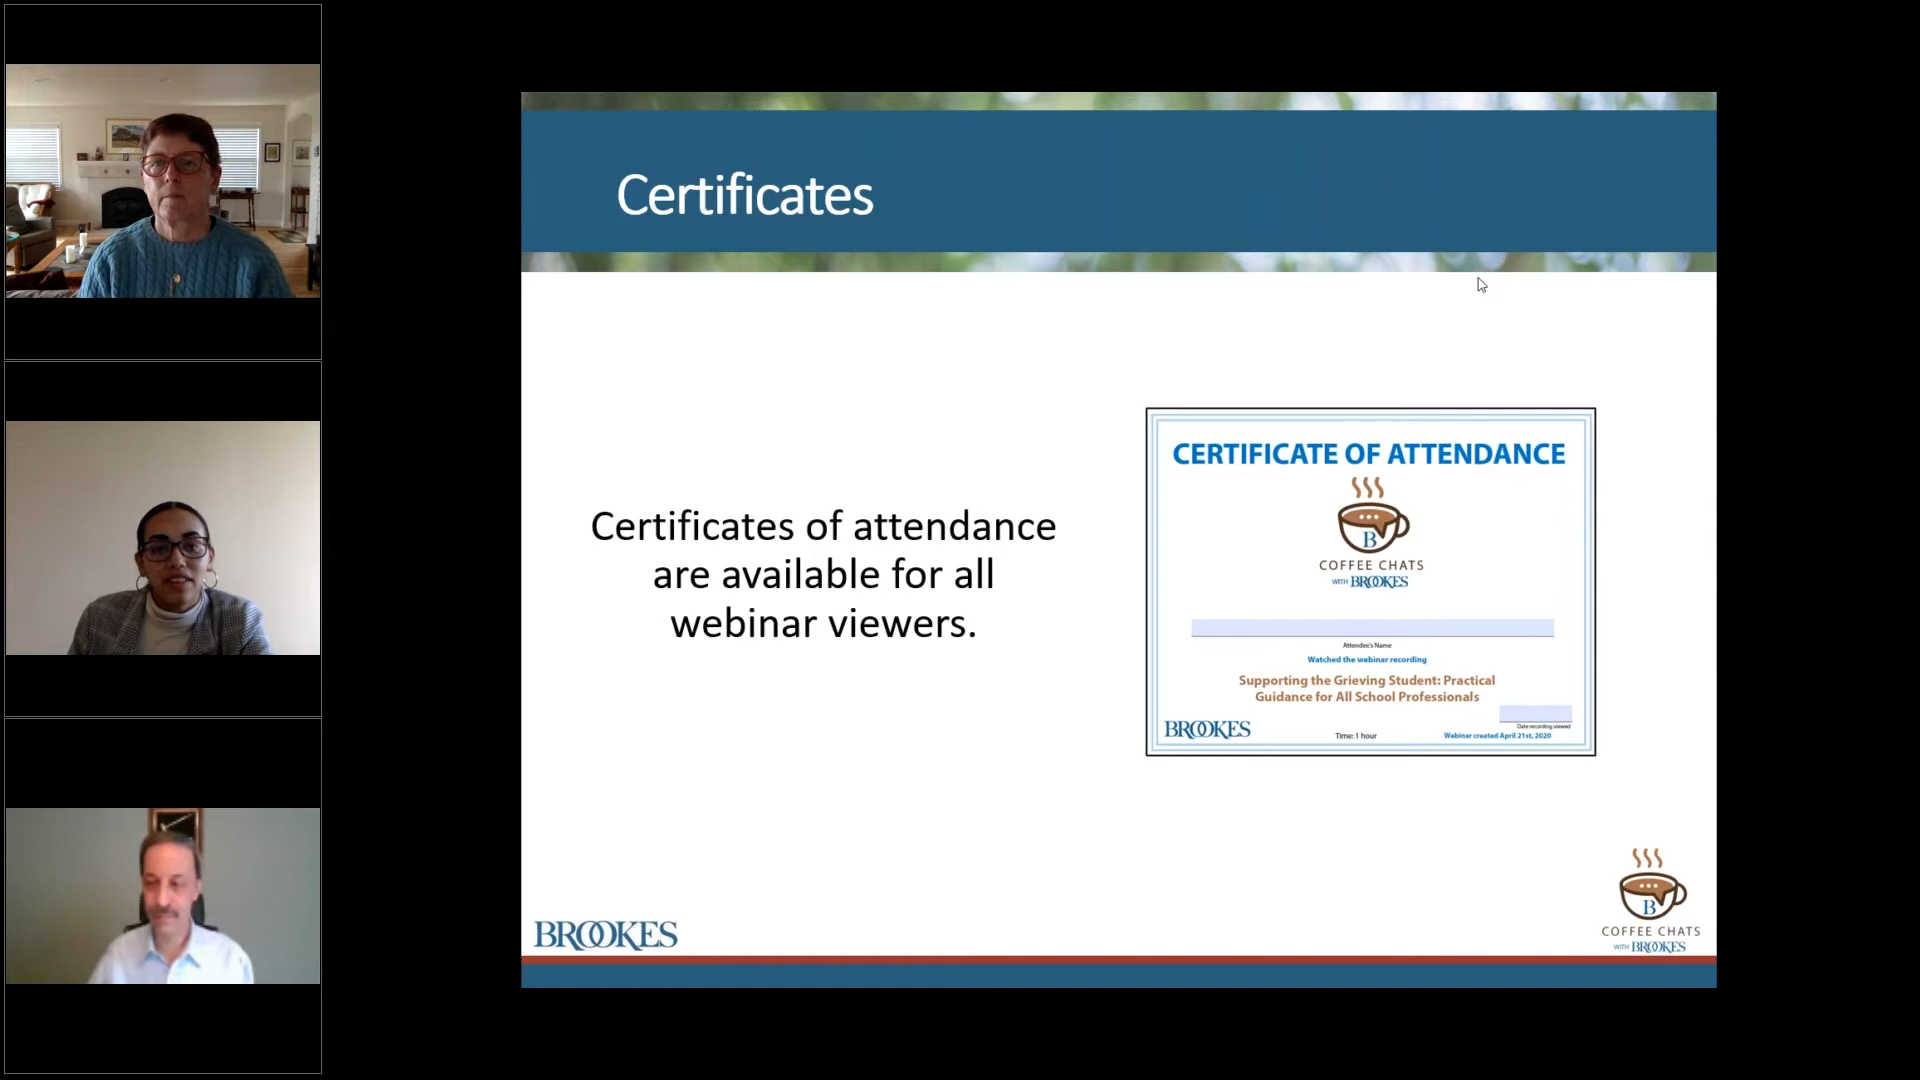 Certificates
Certificates of attendance
are available for all
webinar viewers.
CERTIFICATE OF ATTENDANCE
B
COFFEE CHATS
WITH BROOKES
Attendee's Name
Watched the webinar recording
Supporting the Grieving Student: Practical
Guidance for All School Professionals
Date recording viewed
BROOKES
Time: 1 hour
Webinar created April 21st, 2020
BROOKES
B
COFFEE CHATS
WITH BROOKES